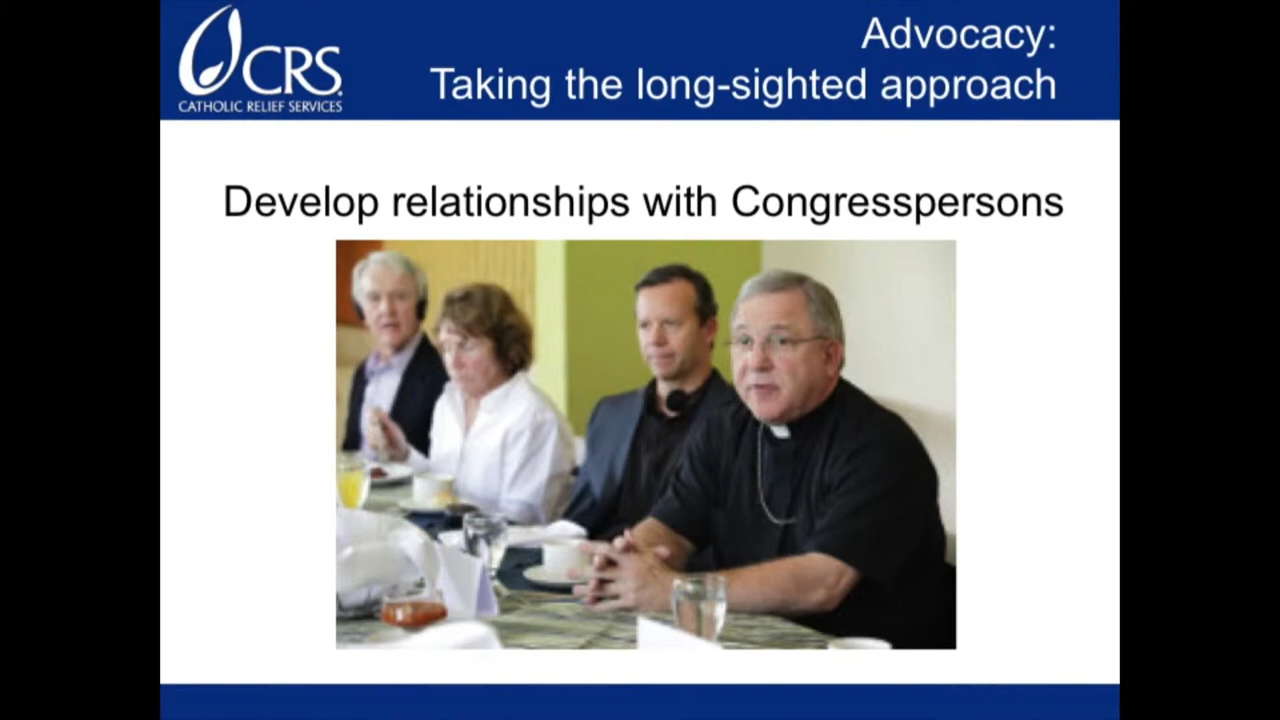 CRS
CATHOLIC RELIEF SERVICES
Advocacy:
Taking the long-sighted approach
Develop relationships with Congresspersons